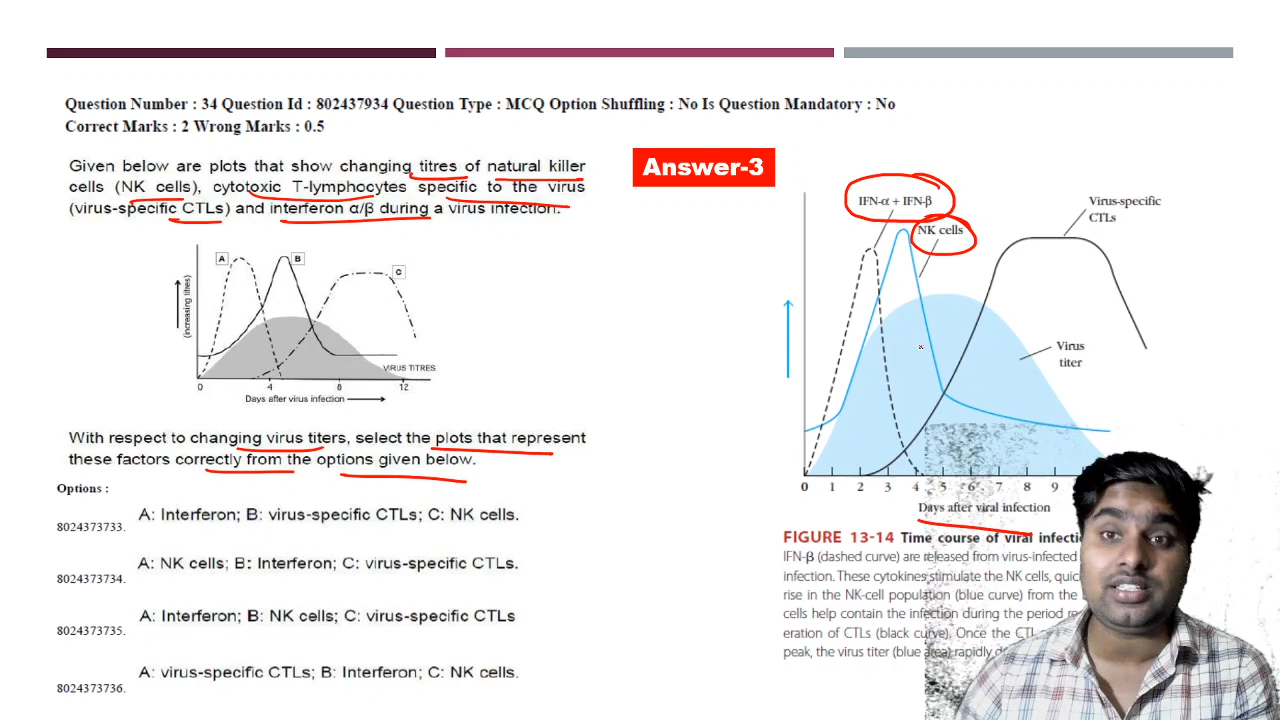 Question Number : 34 Question Id : 802437934 Question Type : MCQ Option Shuffling : No Is Question Mandatory : No
Correct Marks : 2 Wrong Marks : 0.5
Given below are plots that show changing titres of natural killer
cells (NK cells), cytotoxic T-lymphocytes specific to the virus
(virus-specific CTLs) and interferon α/β during a virus infection.
A
B
C
(increasing titres)
VIRUS TITRES
0 4 8 12
Days after virus infection
With respect to changing virus titers, select the plots that represent
these factors correctly from the options given below.
Options :
8024373733. A: Interferon; B: virus-specific CTLs; C: NK cells.
8024373734. A: NK cells; B: Interferon; C: virus-specific CTLs.
8024373735. A: Interferon; B: NK cells; C: virus-specific CTLs
8024373736. A: virus-specific CTLs; B: Interferon; C: NK cells.
Answer-3
IFN-α + IFN-β
NK cells
Virus-specific
CTLs
Virus
titer
0 1 2 3 4 5 6 7 8 9
Days after viral infection
FIGURE 13-14 Time course of viral
IFN-β (dashed curve) are released from virus-infected
infection. These cytokines stimulate the NK cells,
rise in the NK-cell population (blue curve) from the
cells help contain the infection during the period
eration of CTLs (black curve). Once the
peak, the virus titer (blue area) rapidly